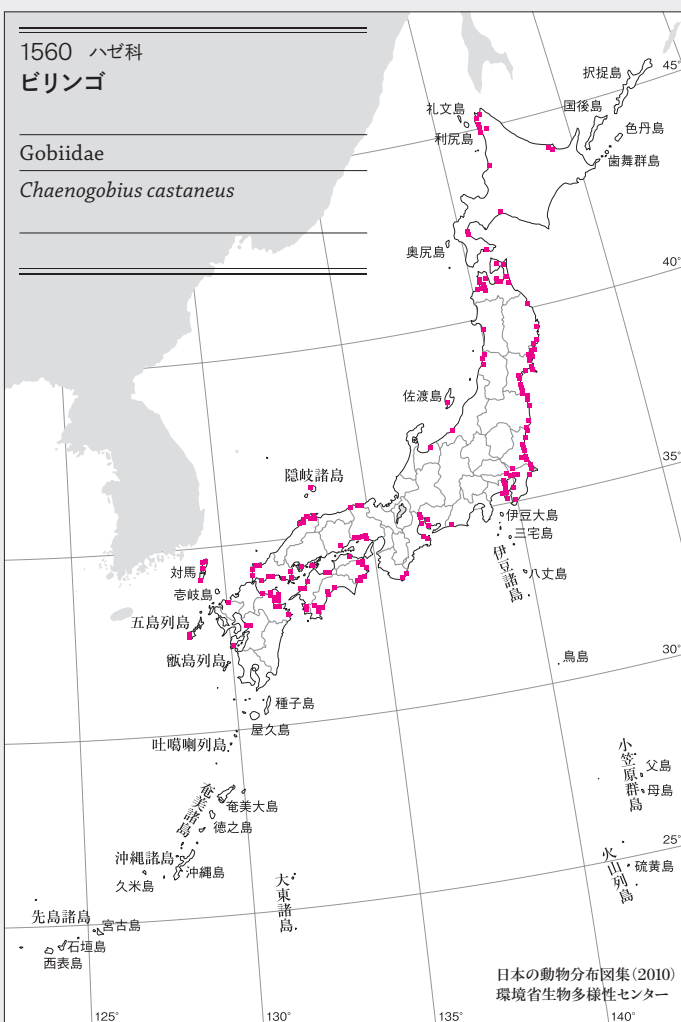 1560 ハゼ科
ビリンゴ
Gobiidae
Chaenogobius castaneus
45°
択捉島
礼文島
国後島
色丹島
利尻島
歯舞群島
奥尻島
40°
佐渡島
35°
隠岐諸島
伊豆大島
三宅島
伊豆諸島
八丈島
対馬
壱岐島
五島列島
甑島列島
鳥島
30°
種子島
屋久島
吐噶喇列島
小笠原群島
父島
母島
奄美諸島
奄美大島
徳之島
25°
沖縄諸島
沖縄島
久米島
火山列島
硫黄島
大東諸島
先島諸島
宮古島
石垣島
西表島
日本の動物分布図集(2010)
環境省生物多様性センター
125°
130°
135°
140°